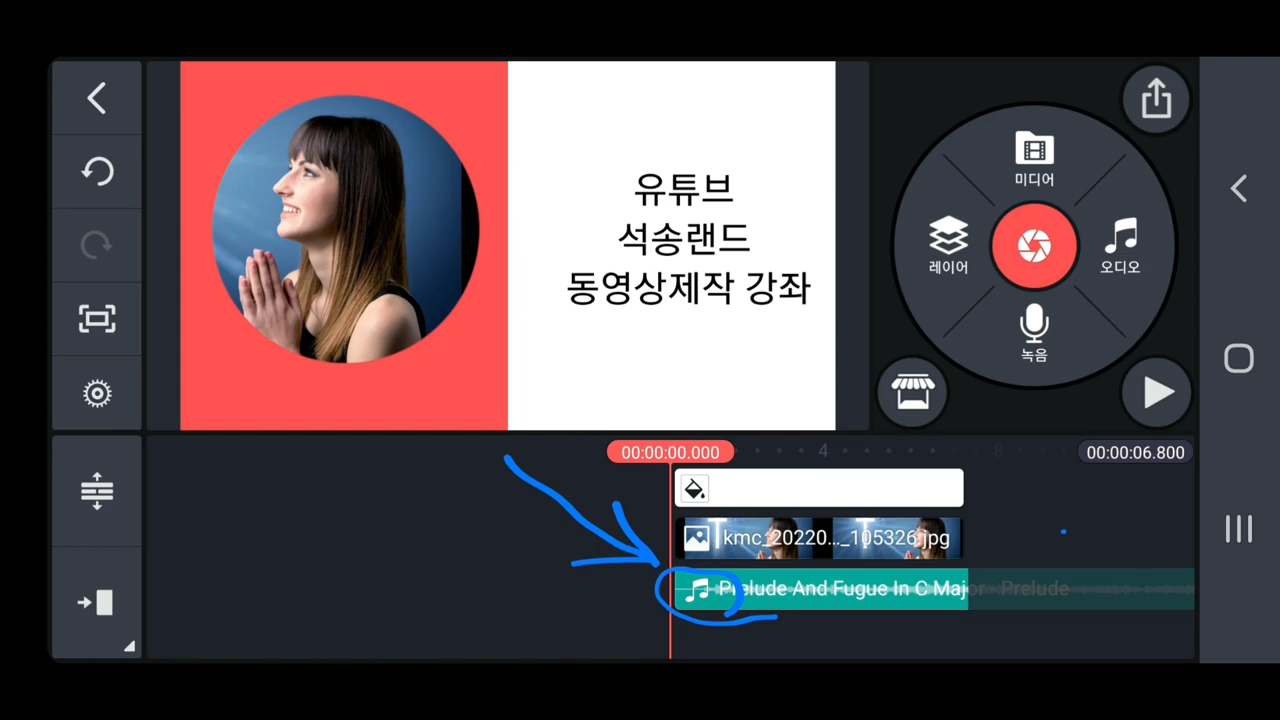 유튜브
석송랜드
동영상제작 강좌
미디어
레이어
오디오
녹음
00:00:00.000
4
8
00:00:06.800
kmc_20220..._105326.jpg
Prelude And Fugue In C Major - Prelude